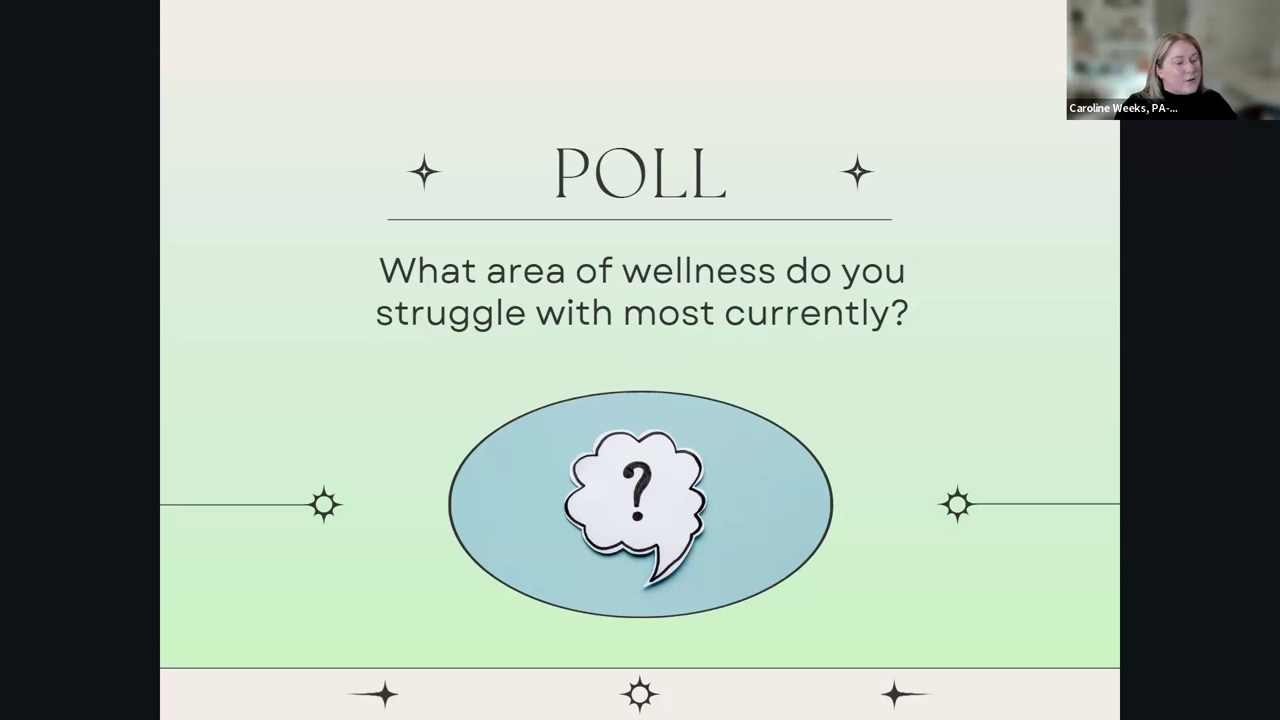 Caroline Weeks, PA-...
POLL
What area of wellness do you
struggle with most currently?
?